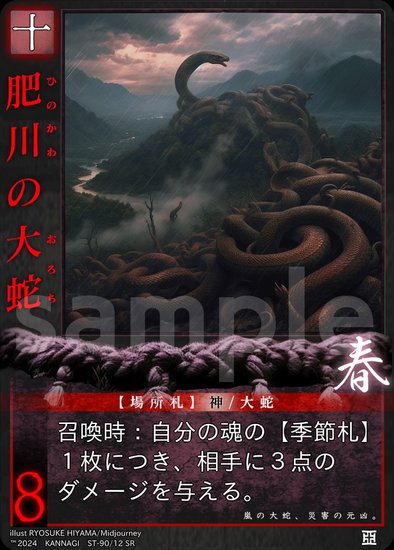 十
肥川の大蛇
ひのかわ
おろち
sample
春
【場所札】 神/大蛇
召喚時：自分の魂の【季節札】
１枚につき、相手に３点の
ダメージを与える。
8
嵐の大蛇、災害の元凶。
illust RYOSUKE HIYAMA/Midjourney
™2024 KANNAGI ST-90/12 SR